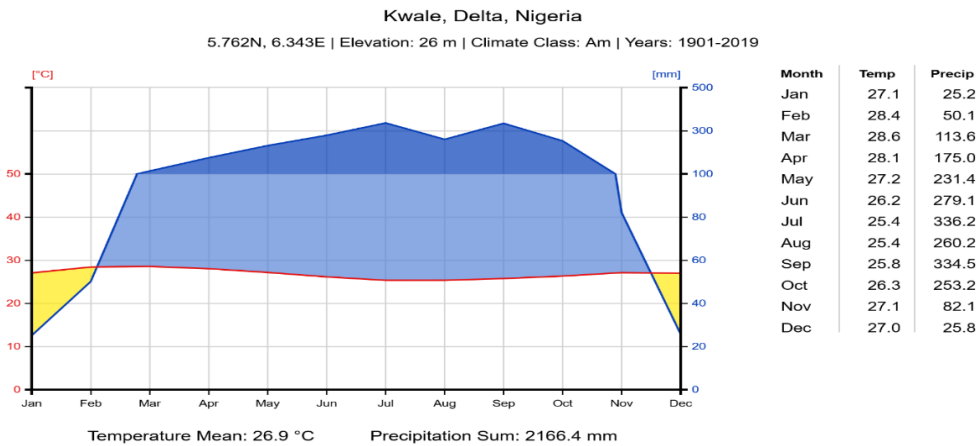 Kwale, Delta, Nigeria
5.762N, 6.343E | Elevation: 26 m | Climate Class: Am | Years: 1901-2019
[°C]
[mm]
50
40
30
20
10
0
500
300
100
80
60
40
20
0
Jan Feb Mar Apr May Jun Jul Aug Sep Oct Nov Dec
Temperature Mean: 26.9 °C Precipitation Sum: 2166.4 mm
Month Temp Precip
Jan 27.1 25.2
Feb 28.4 50.1
Mar 28.6 113.6
Apr 28.1 175.0
May 27.2 231.4
Jun 26.2 279.1
Jul 25.4 336.2
Aug 25.4 260.2
Sep 25.8 334.5
Oct 26.3 253.2
Nov 27.1 82.1
Dec 27.0 25.8